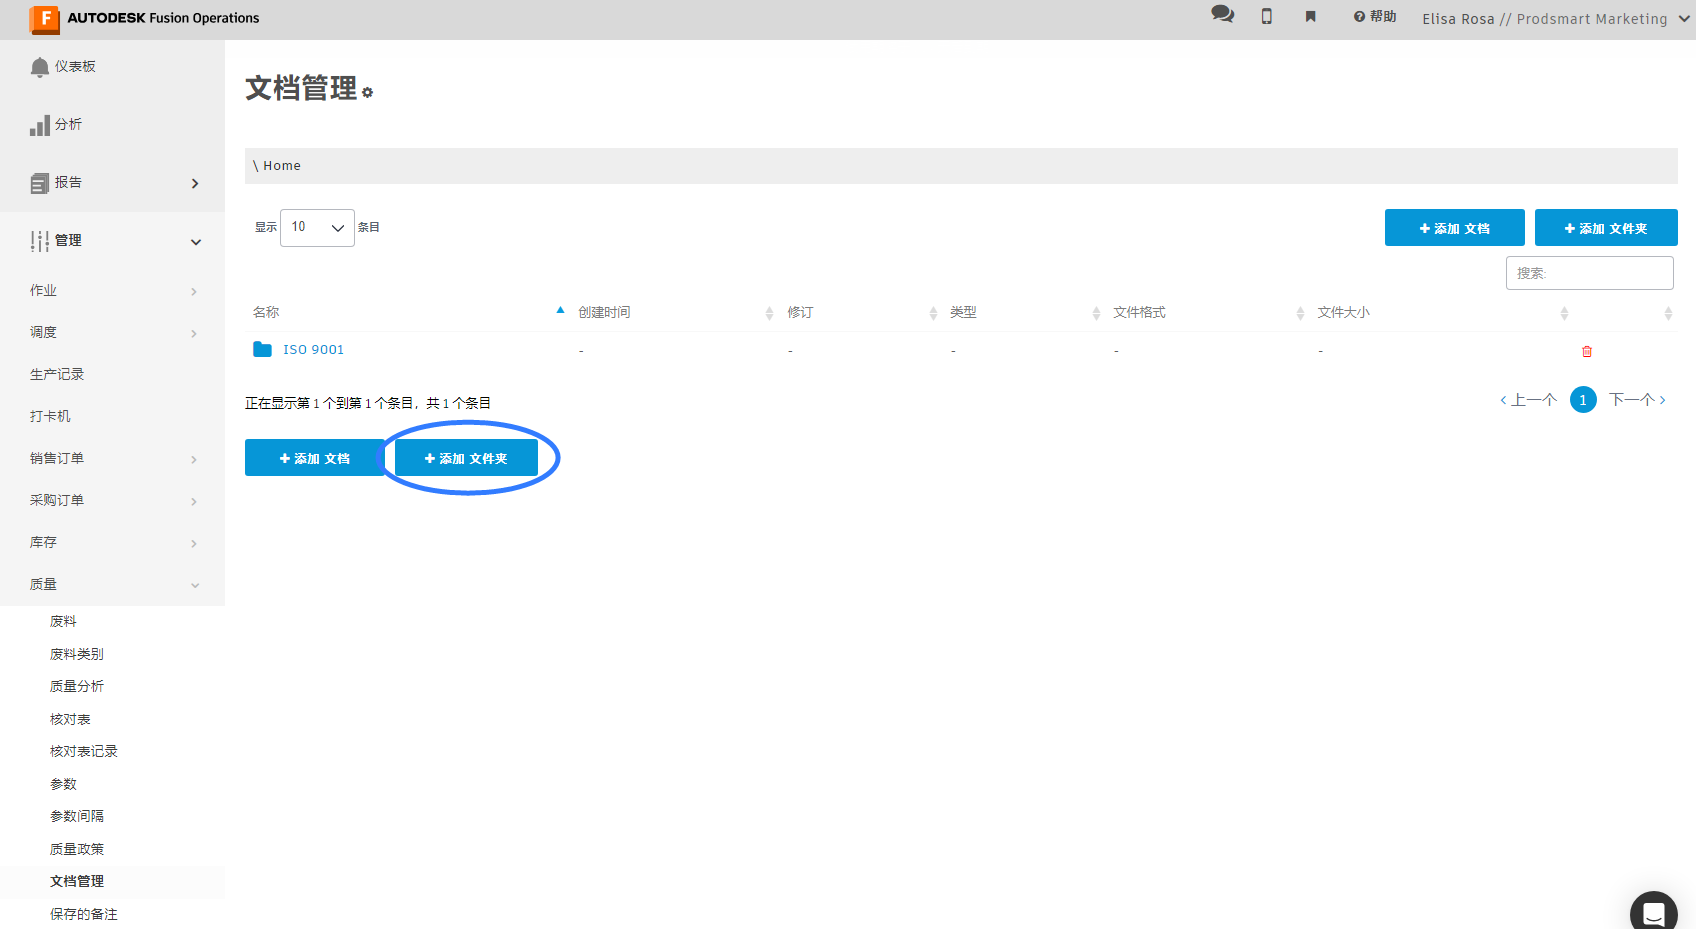 F AUTODESK Fusion Operations
帮助 Elisa Rosa // Prodsmart Marketing
仪表板
分析
报告
管理
作业
调度
生产记录
打卡机
销售订单
采购订单
库存
质量
废料
废料类别
质量分析
核对表
核对表记录
参数
参数间隔
质量政策
文档管理
保存的备注
文档管理
\ Home
显示 10 条目
+ 添加 文档 + 添加 文件夹
搜索:
名称 创建时间 修订 类型 文件格式 文件大小
ISO 9001 - - - - -
正在显示第 1 个到第 1 个条目，共 1 个条目
‹ 上一个 1 下一个 ›
+ 添加 文档 + 添加 文件夹